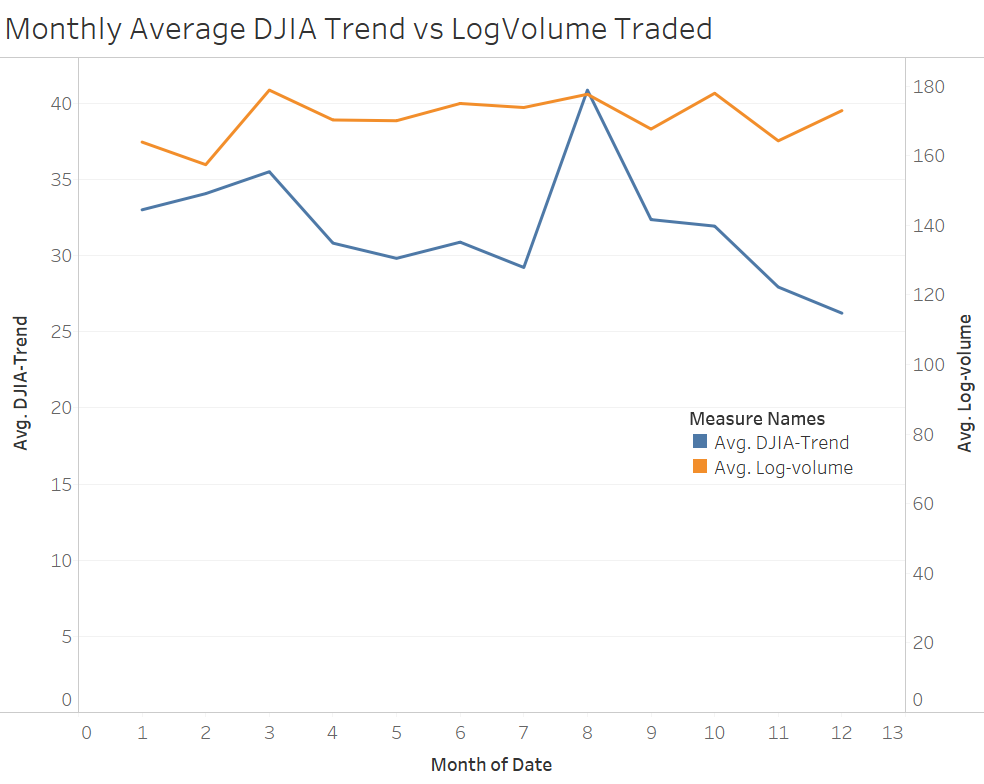 Monthly Average DJIA Trend vs LogVolume Traded
40
35
30
25
20
15
10
5
0
Avg. DJIA-Trend
180
160
140
120
100
80
60
40
20
0
Avg. Log-volume
Measure Names
Avg. DJIA-Trend
Avg. Log-volume
0 1 2 3 4 5 6 7 8 9 10 11 12 13
Month of Date